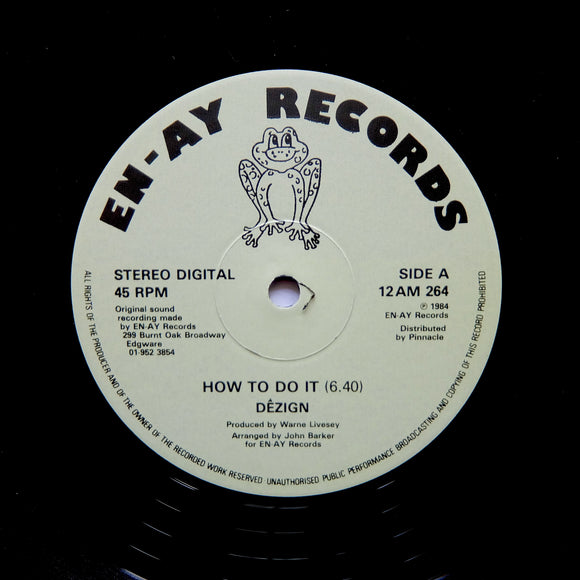 EN-AY RECORDS
STEREO DIGITAL
45 RPM
Original sound
recording made
by EN-AY Records
299 Burnt Oak Broadway
Edgware
01-952 3854
SIDE A
12 AM 264
℗ 1984
EN-AY Records
Distributed
by Pinnacle
HOW TO DO IT (6.40)
DÊZIGN
Produced by Warne Livesey
Arranged by John Barker
for EN-AY Records
ALL RIGHTS OF THE PRODUCER AND OF THE OWNER OF THE RECORDED WORK RESERVED · UNAUTHORISED PUBLIC PERFORMANCE BROADCASTING AND COPYING OF THIS RECORD PROHIBITED